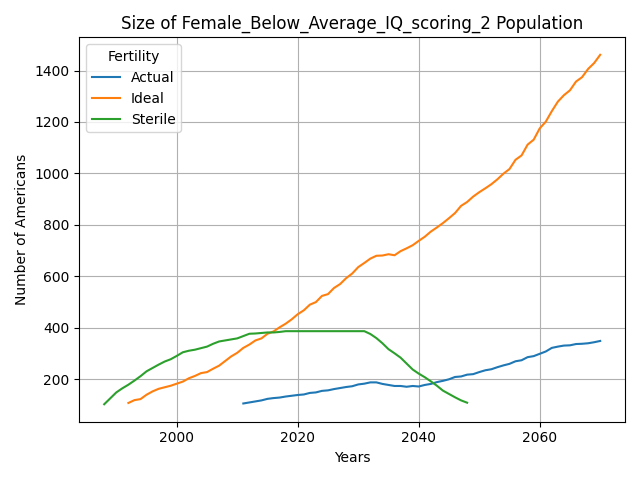 Size of Female_Below_Average_IQ_scoring_2 Population
Fertility
Actual
Ideal
Sterile
Number of Americans
1400
1200
1000
800
600
400
200
2000
2020
2040
2060
Years